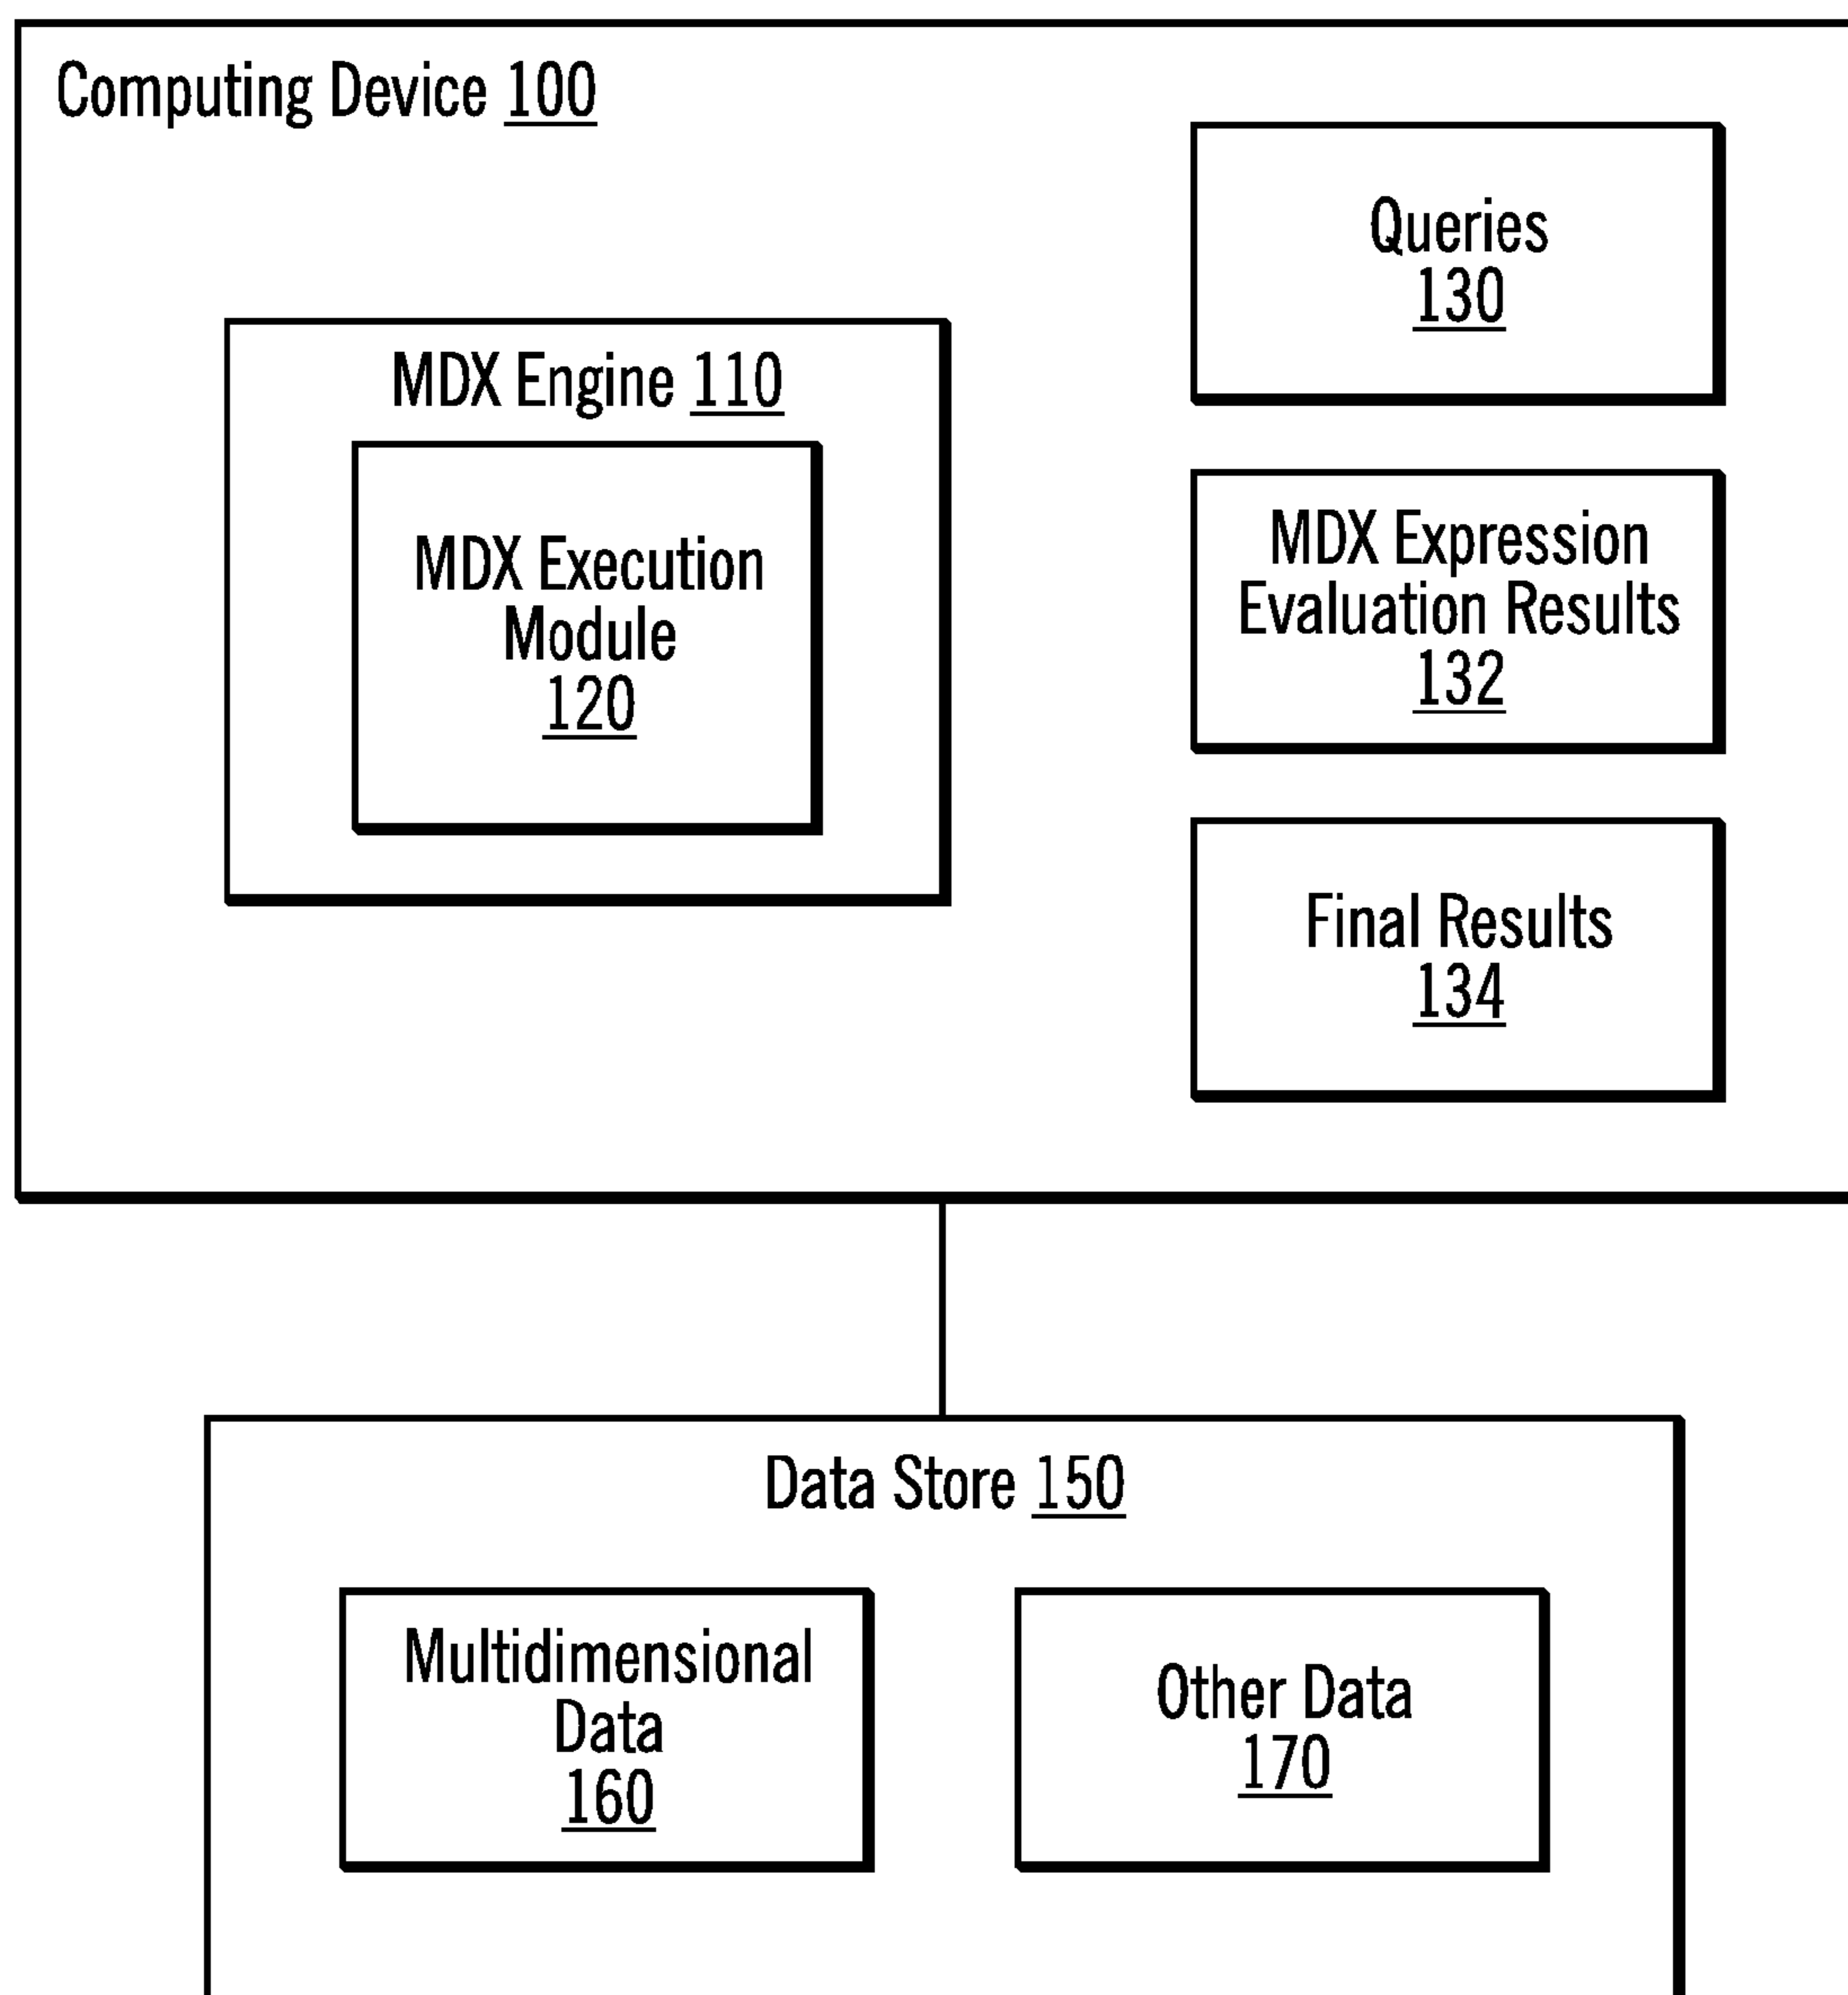 Computing Device 100
Queries
130
MDX Engine 110
MDX Execution
Module
120
MDX Expression
Evaluation Results
132
Final Results
134
Data Store 150
Multidimensional
Data
160
Other Data
170